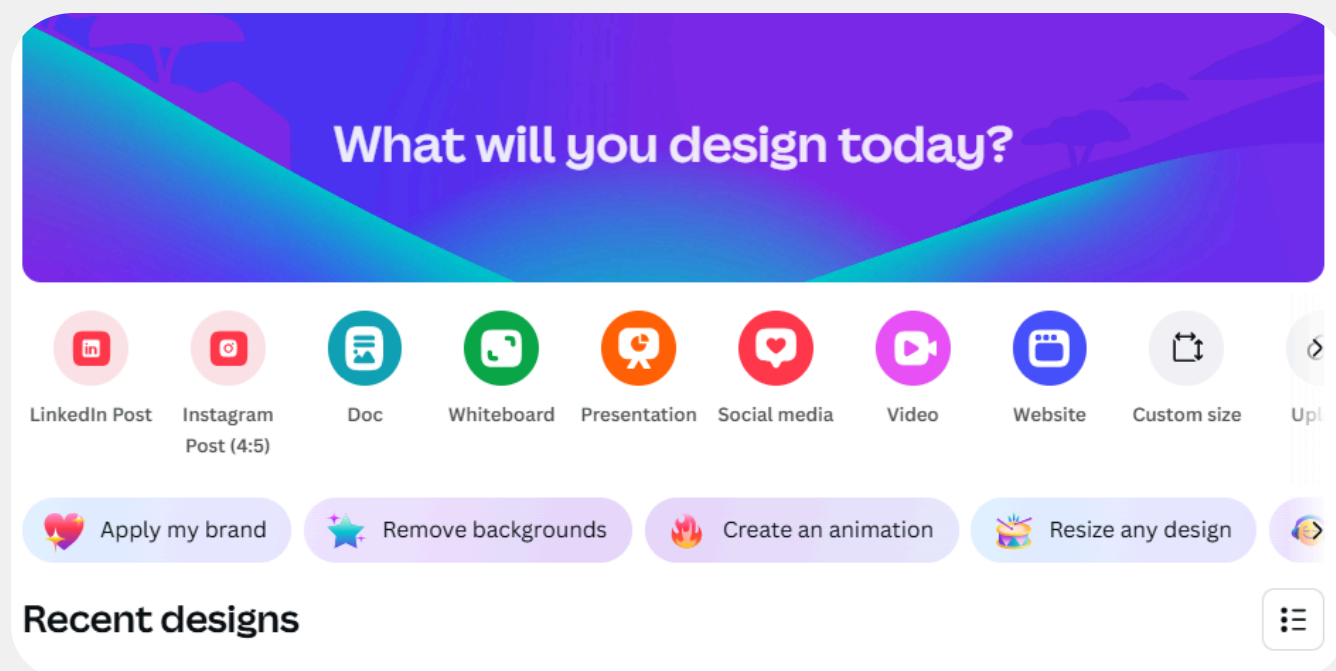 What will you design today?
in
LinkedIn Post
Instagram
Post (4:5)
Doc
Whiteboard
Presentation
Social media
Video
Website
Custom size
Apply my brand
Remove backgrounds
Create an animation
Resize any design
Recent designs